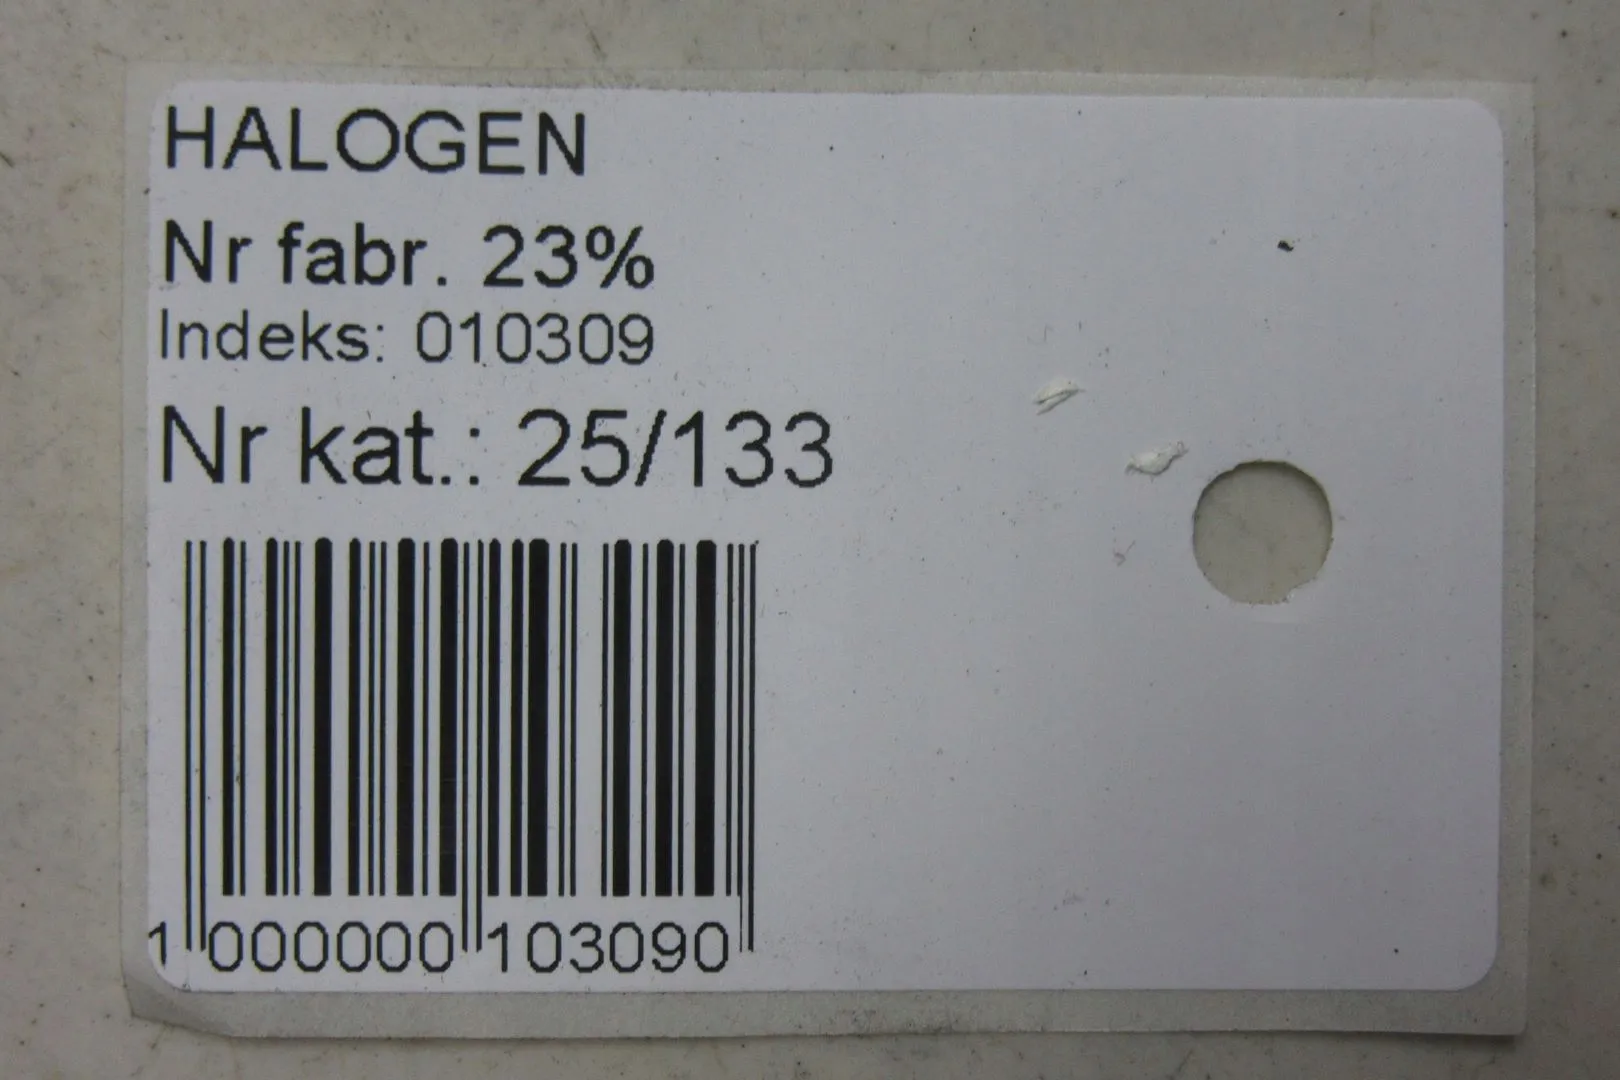 HALOGEN
Nr fabr. 23%
Indeks: 010309
Nr kat.: 25/133
1 000000 103090